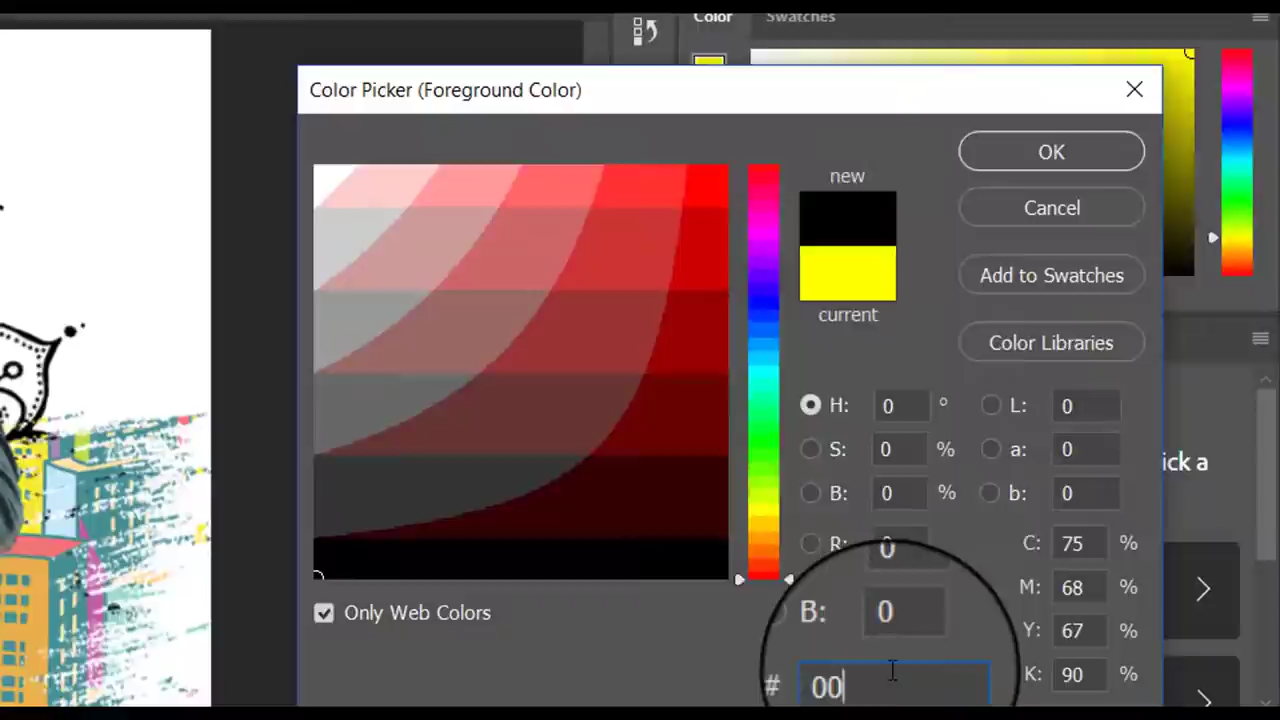 Color Swatches
Color Picker (Foreground Color)
OK
new
Cancel
Add to Swatches
current
Color Libraries
H: 0 ° L: 0
S: 0 % a: 0
B: 0 % b: 0
R: 0 C: 75 %
M: 68 %
Only Web Colors
B: 0
Y: 67 %
# 00
K: 90 %
ick a